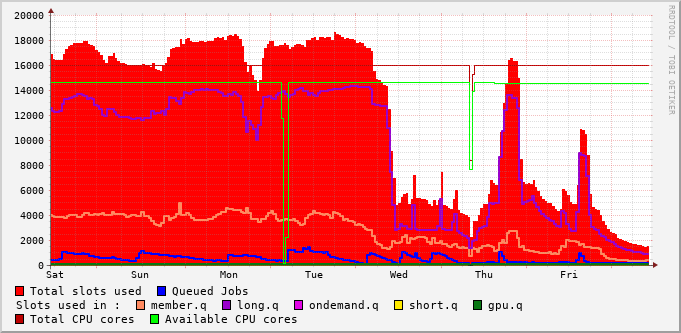 RRDTOOL / TOBI OETIKER
20000
18000
16000
14000
12000
10000
8000
6000
4000
2000
0
Sat Sun Mon Tue Wed Thu Fri
Total slots used Queued Jobs
Slots used in : member.q long.q ondemand.q short.q gpu.q
Total CPU cores Available CPU cores